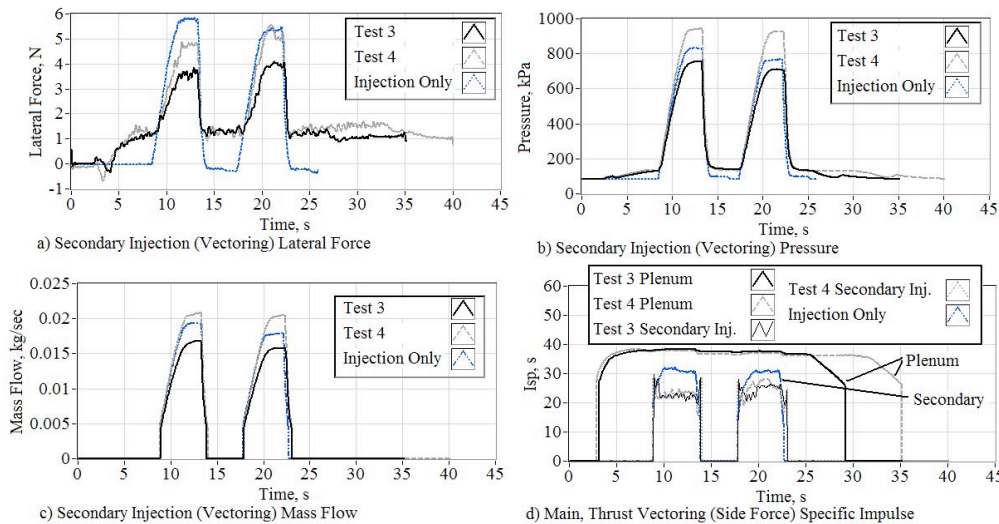 Lateral Force, N
6
5
4
3
2
1
0
-1
0 5 10 15 20 25 30 35 40 45
Time, s
Test 3
Test 4
Injection Only
a) Secondary Injection (Vectoring) Lateral Force
Pressure, kPa
1000
800
600
400
200
0
0 5 10 15 20 25 30 35 40 45
Time, s
Test 3
Test 4
Injection Only
b) Secondary Injection (Vectoring) Pressure
Mass Flow, kg/sec
0.025
0.02
0.015
0.01
0.005
0
0 5 10 15 20 25 30 35 40 45
Time, s
Test 3
Test 4
Injection Only
c) Secondary Injection (Vectoring) Mass Flow
Isp, s
60
50
40
30
20
10
0
0 5 10 15 20 25 30 35 40 45
Time, s
Test 3 Plenum
Test 4 Plenum
Test 3 Secondary Inj.
Test 4 Secondary Inj.
Injection Only
Plenum
Secondary
d) Main, Thrust Vectoring (Side Force) Specific Impulse